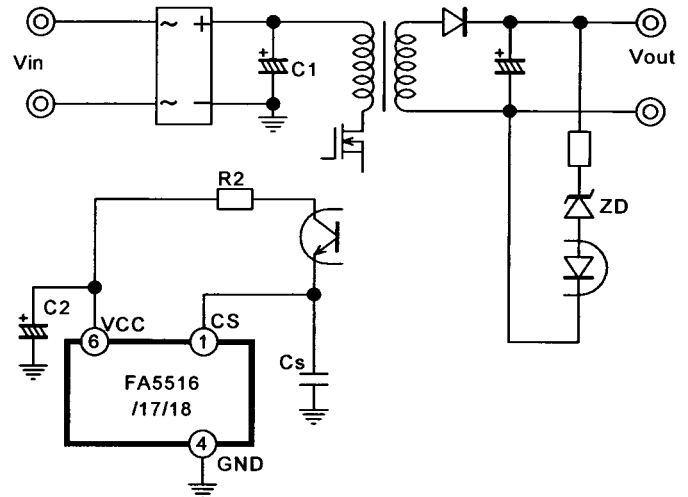 ~ +
Vin
C1
Vout
~ −
R2
ZD
C2
VCC
CS
6
1
Cs
FA5516
/17/18
4
GND
+
+
+